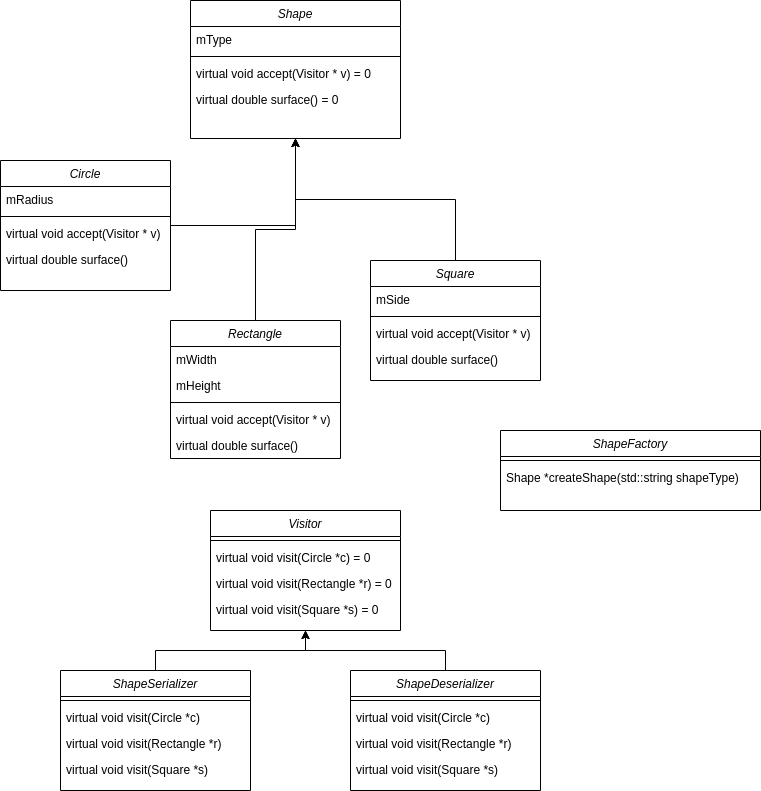 Shape
mType
virtual void accept(Visitor * v) = 0
virtual double surface() = 0
Circle
mRadius
virtual void accept(Visitor * v)
virtual double surface()
Square
mSide
virtual void accept(Visitor * v)
virtual double surface()
Rectangle
mWidth
mHeight
virtual void accept(Visitor * v)
virtual double surface()
ShapeFactory
Shape *createShape(std::string shapeType)
Visitor
virtual void visit(Circle *c) = 0
virtual void visit(Rectangle *r) = 0
virtual void visit(Square *s) = 0
ShapeSerializer
virtual void visit(Circle *c)
virtual void visit(Rectangle *r)
virtual void visit(Square *s)
ShapeDeserializer
virtual void visit(Circle *c)
virtual void visit(Rectangle *r)
virtual void visit(Square *s)